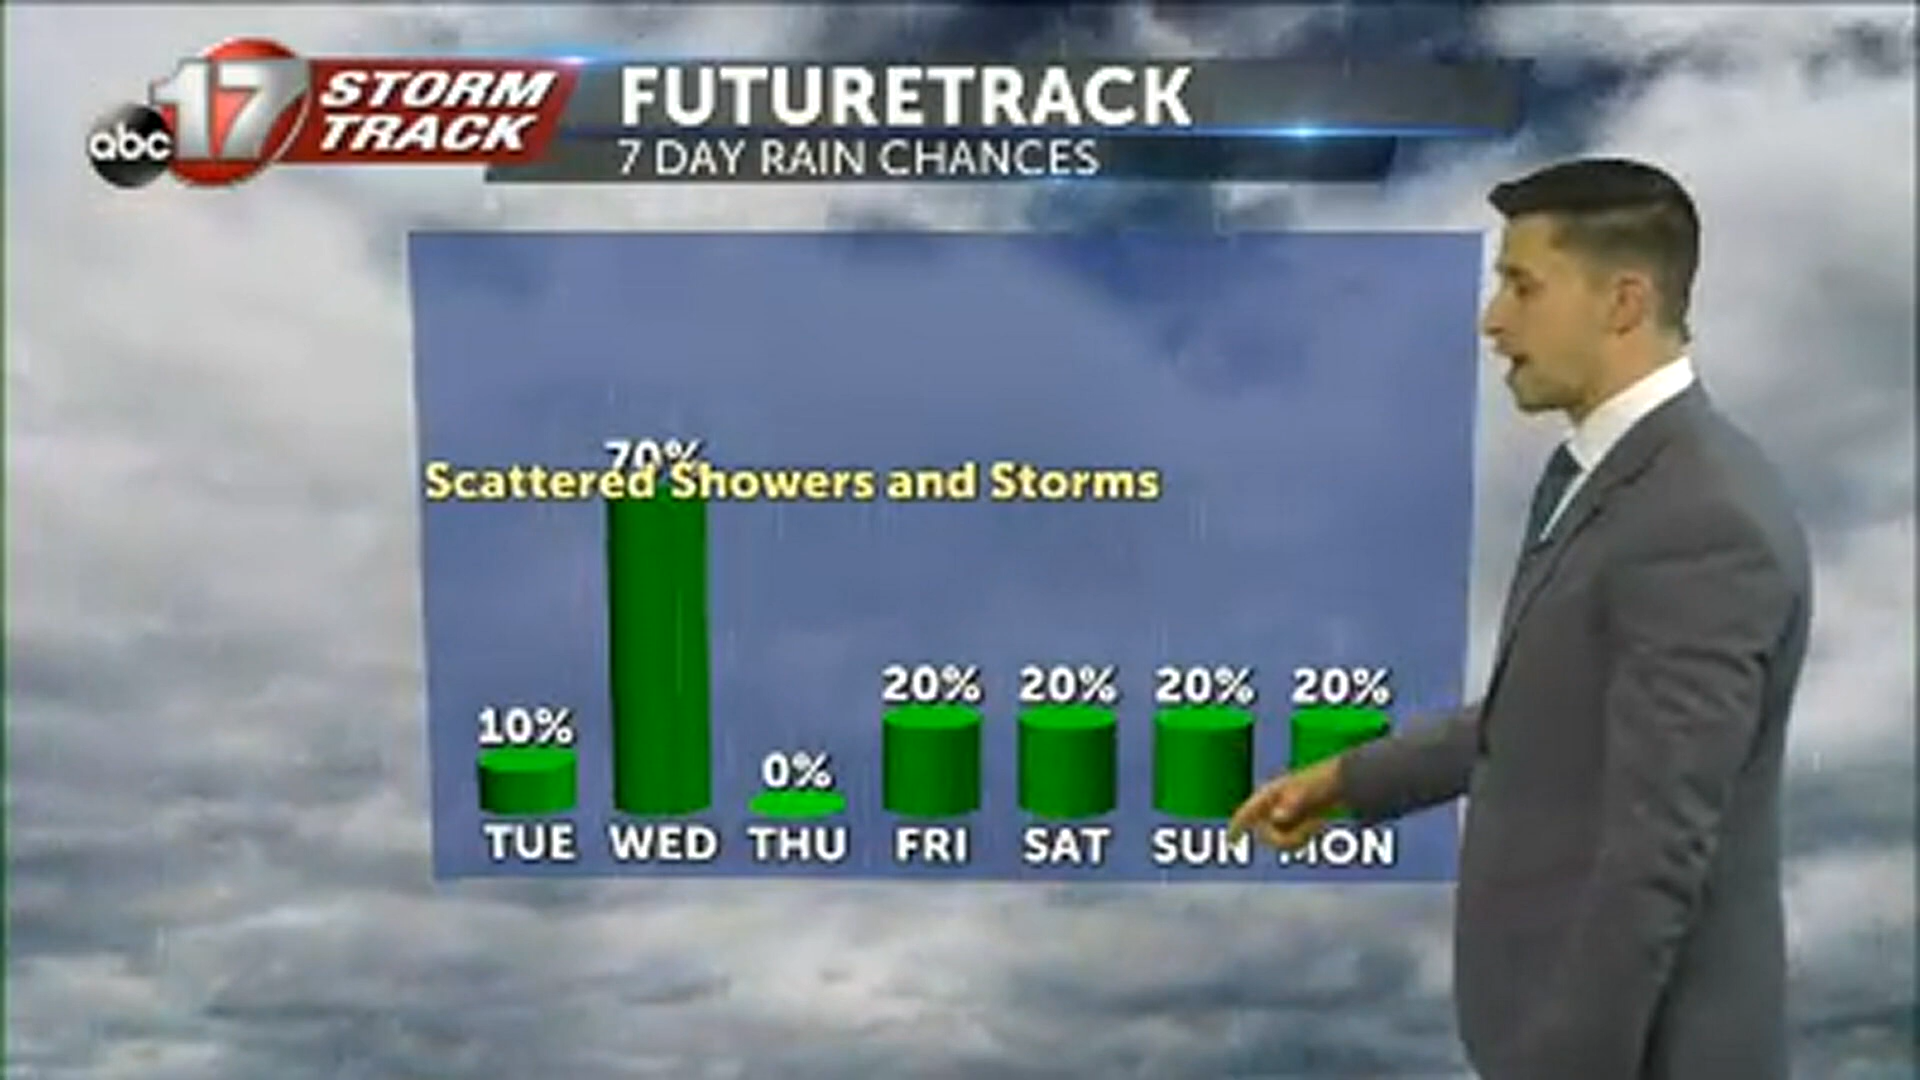 abc 17 STORM TRACK
FUTURETRACK
7 DAY RAIN CHANCES
70%
Scattered Showers and Storms
10% 0% 20% 20% 20% 20%
TUE WED THU FRI SAT SUN MON